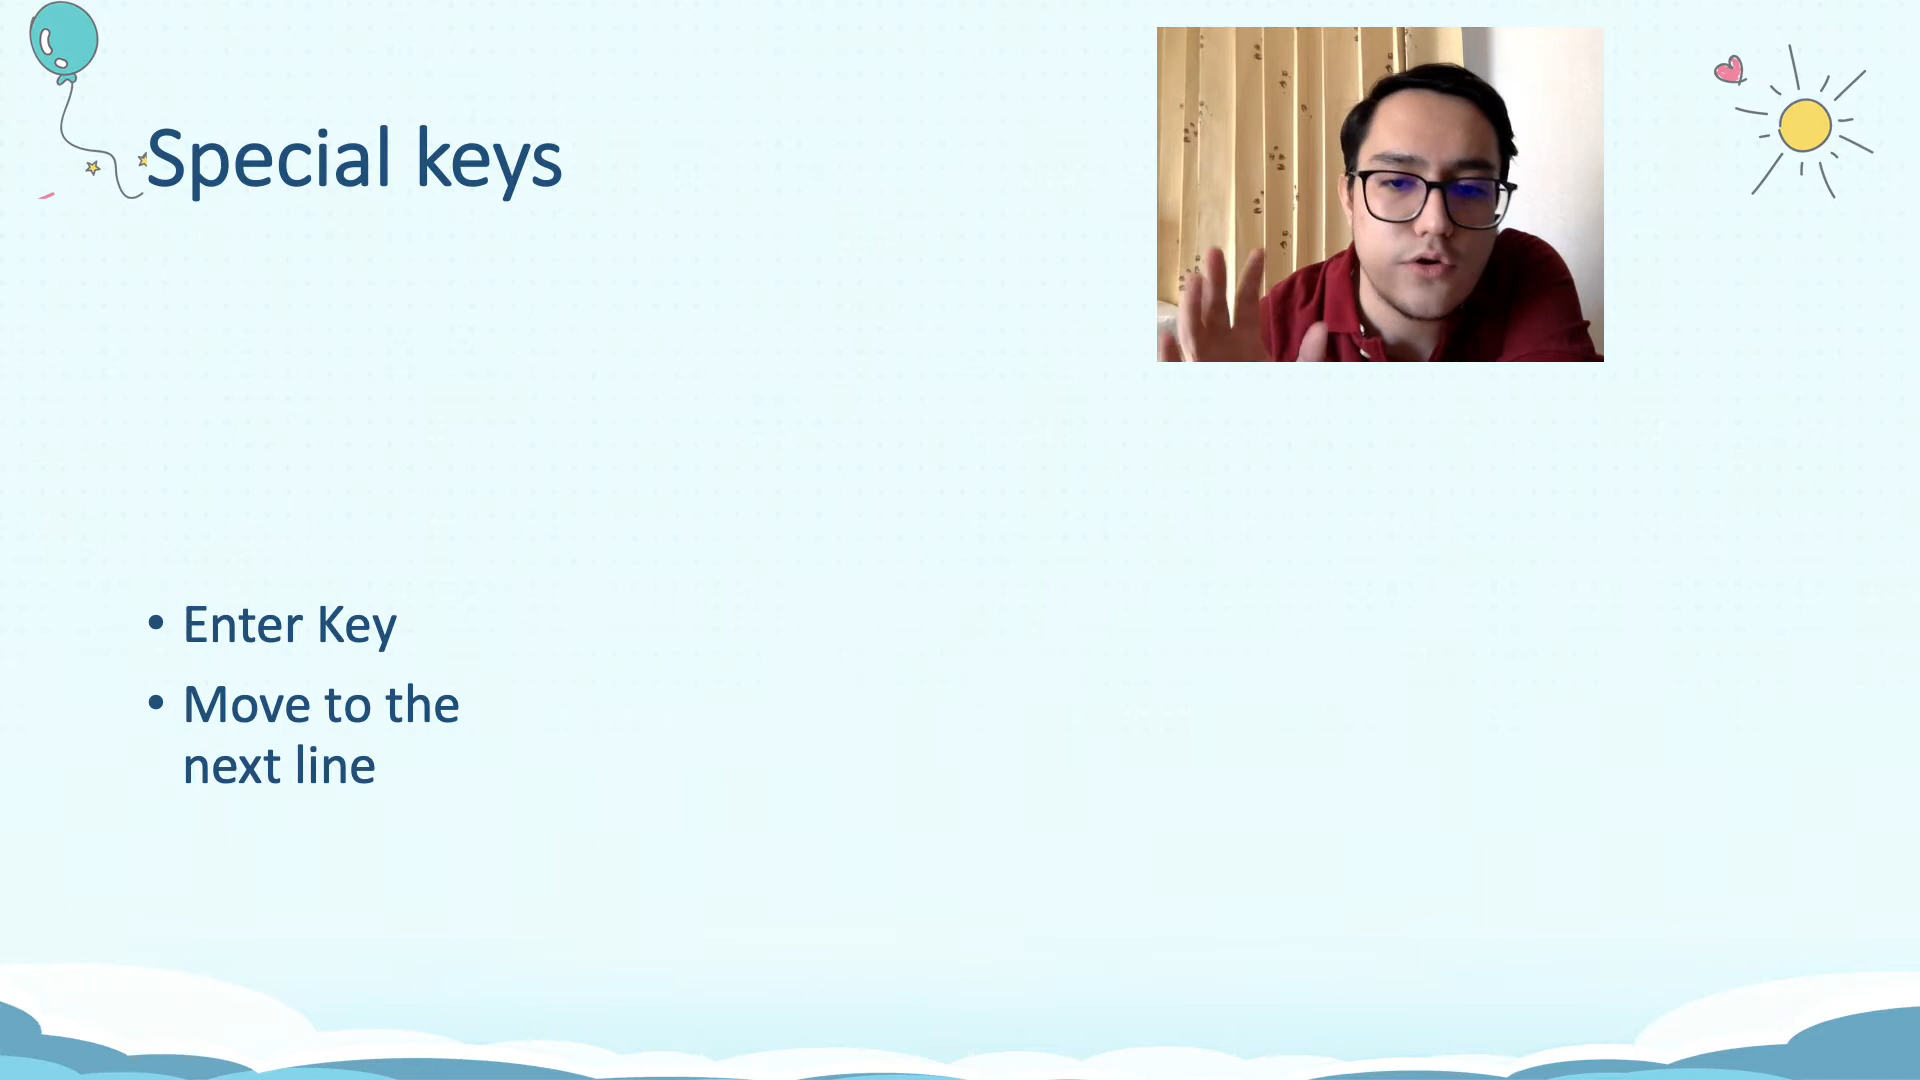 Special keys
• Enter Key
• Move to the
next line